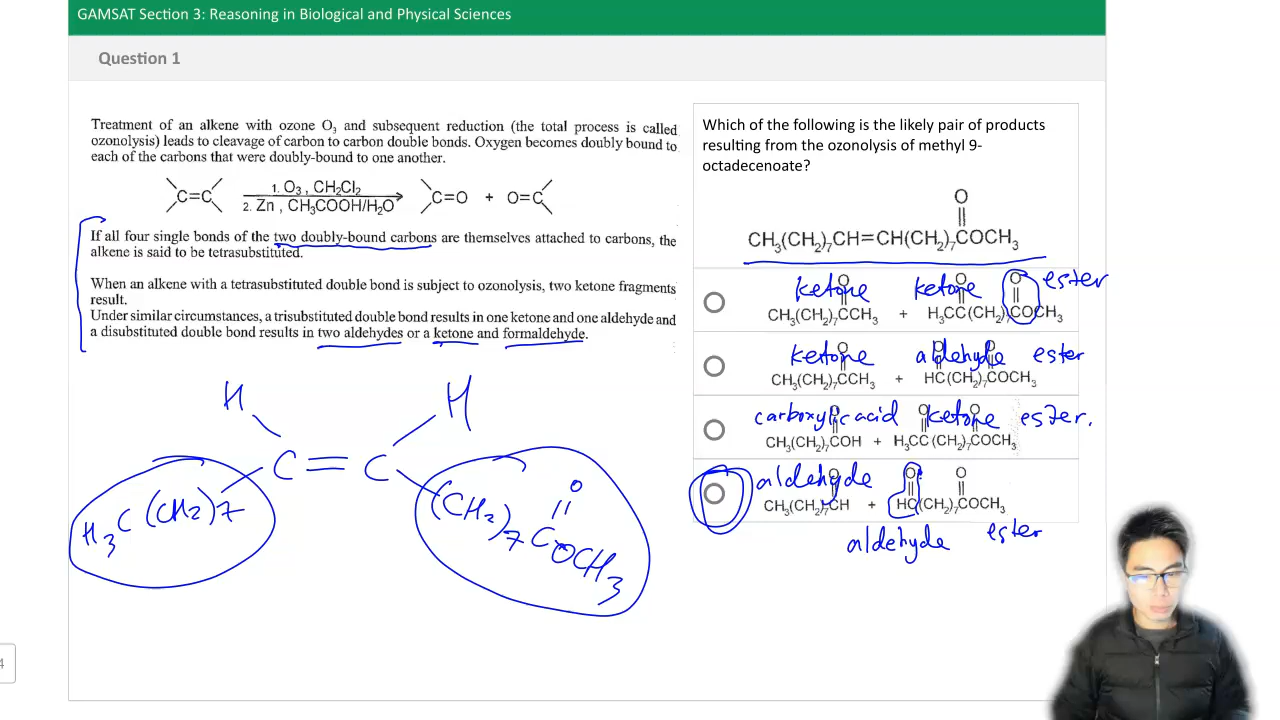 GAMSAT Section 3: Reasoning in Biological and Physical Sciences
Question 1
Treatment of an alkene with ozone O₃ and subsequent reduction (the total process is called
ozonolysis) leads to cleavage of carbon to carbon double bonds. Oxygen becomes doubly bound to
each of the carbons that were doubly-bound to one another.
C=C
1. O₃ , CH₂Cl₂
2. Zn , CH₃COOH/H₂O
C=O + O=C
If all four single bonds of the two doubly-bound carbons are themselves attached to carbons, the
alkene is said to be tetrasubstituted.
When an alkene with a tetrasubstituted double bond is subject to ozonolysis, two ketone fragments
result.
Under similar circumstances, a trisubstituted double bond results in one ketone and one aldehyde and
a disubstituted double bond results in two aldehydes or a ketone and formaldehyde.
H H
C=C
H₃C(CH₂)7
(CH₂)7
O
C
OCH₃
Which of the following is the likely pair of products
resulting from the ozonolysis of methyl 9-
octadecenoate?
O
CH₃(CH₂)₇CH=CH(CH₂)₇COCH₃
ketone ketone ester
O O O
CH₃(CH₂)₇CCH₃ + H₃CC(CH₂)₇COCH₃
ketone aldehyde ester
O O O
CH₃(CH₂)₇CCH₃ + HC(CH₂)₇COCH₃
carboxylic acid ketone ester.
O O O
CH₃(CH₂)₇COH + H₃CC(CH₂)₇COCH₃
aldehyde
O O O
CH₃(CH₂)₇CH + HC(CH₂)₇COCH₃
aldehyde ester
4